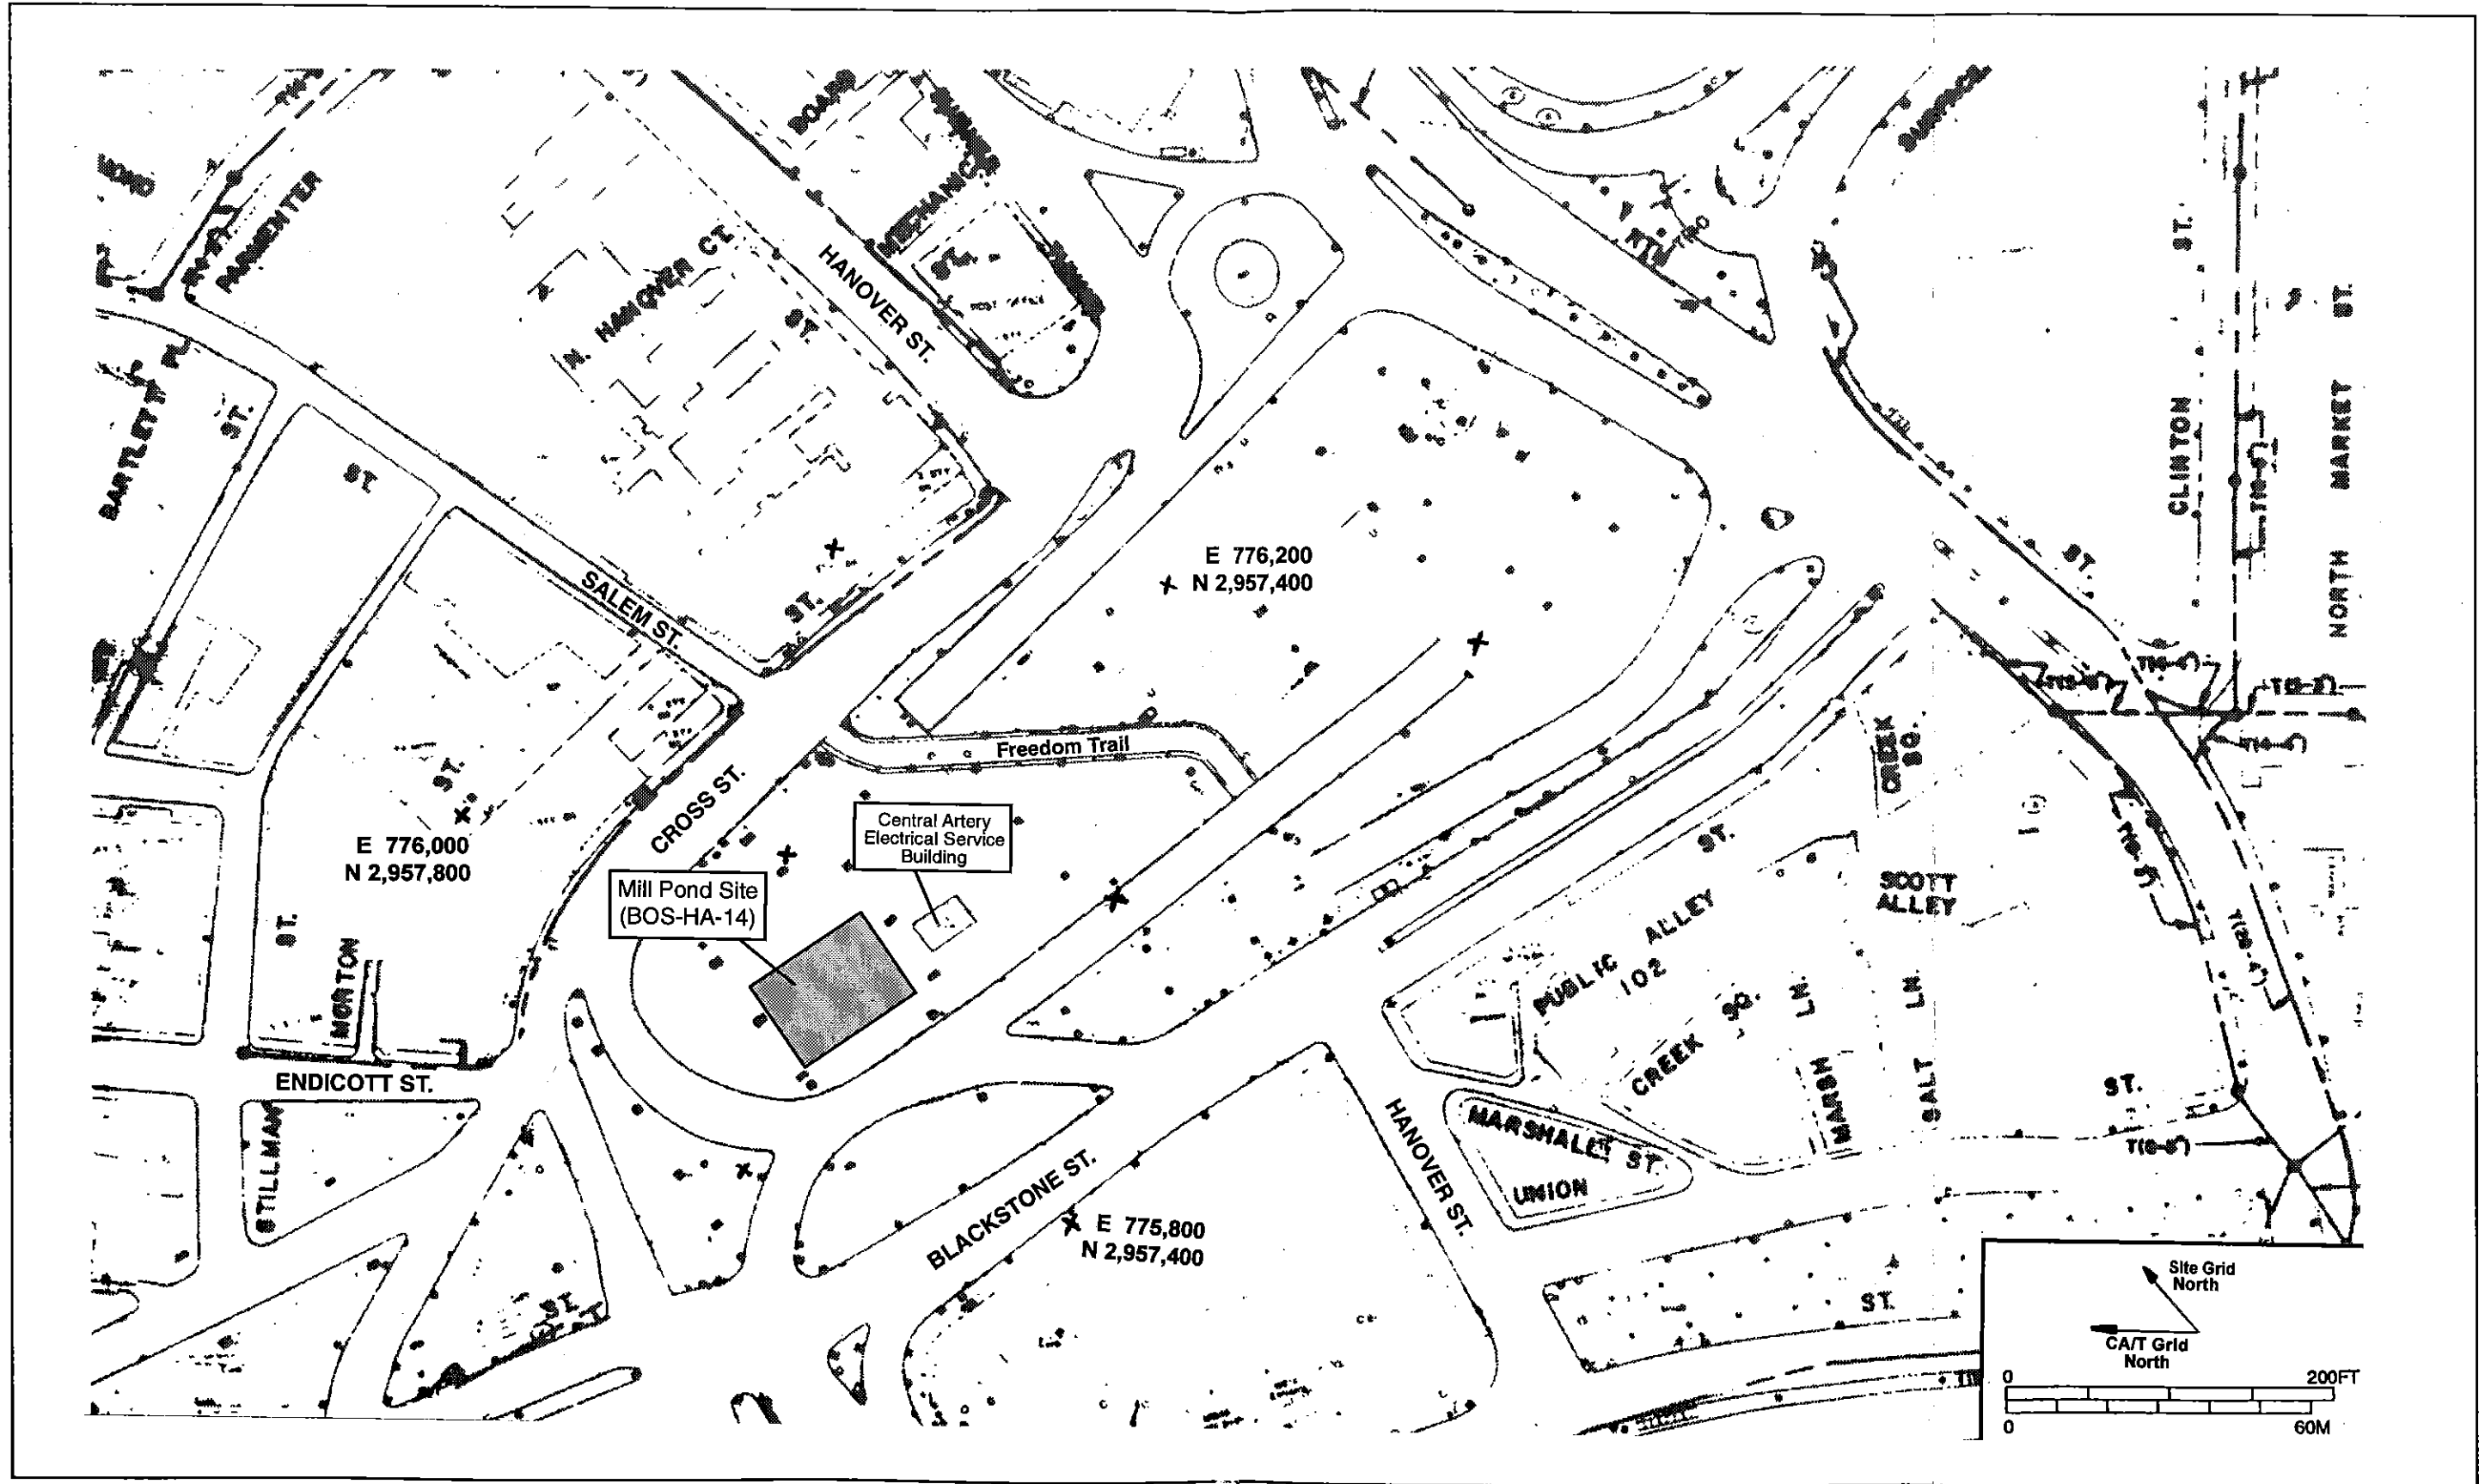 PARMENTER
BOARD
MECHANIC
ST.
N. HANOVER CT.
ST.
HANOVER ST.
POST OFFICE
BARTLETT PL
ST.
ST.
CLINTON
ST.
NORTH MARKET ST.
ST.
SALEM ST.
ST.
E 776,200
N 2,957,400
Freedom Trail
CROSS ST.
ST.
E 776,000
N 2,957,800
Central Artery
Electrical Service
Building
Mill Pond Site
(BOS-HA-14)
CREEK
SQ.
ST.
SCOTT
ALLEY
PUBLIC ALLEY
102
CREEK SQ.
MARSH LN.
SALT LN.
ST.
MORTON
ST.
ENDICOTT ST.
STILLMAN
ST.
HANOVER ST.
MARSHALL ST
UNION
ST.
BLACKSTONE ST.
E 775,800
N 2,957,400
Site Grid
North
CA/T Grid
North
0 200FT
0 60M